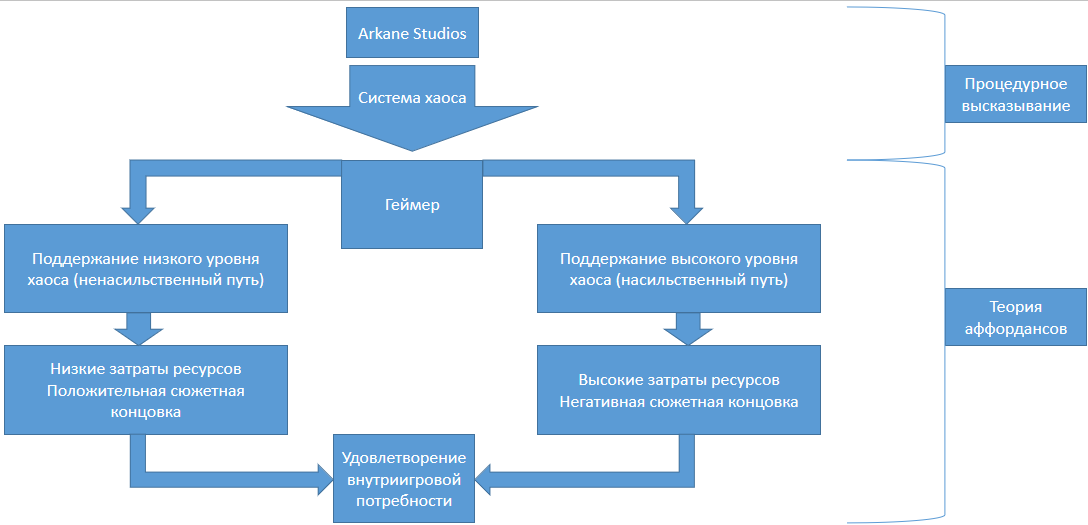 Arkane Studios
Система хаоса
Процедурное
высказывание
Геймер
Поддержание низкого уровня
хаоса (ненасильственный путь)
Поддержание высокого уровня
хаоса (насильственный путь)
Теория
аффордансов
Низкие затраты ресурсов
Положительная сюжетная
концовка
Высокие затраты ресурсов
Негативная сюжетная концовка
Удовлетворение
внутриигровой
потребности